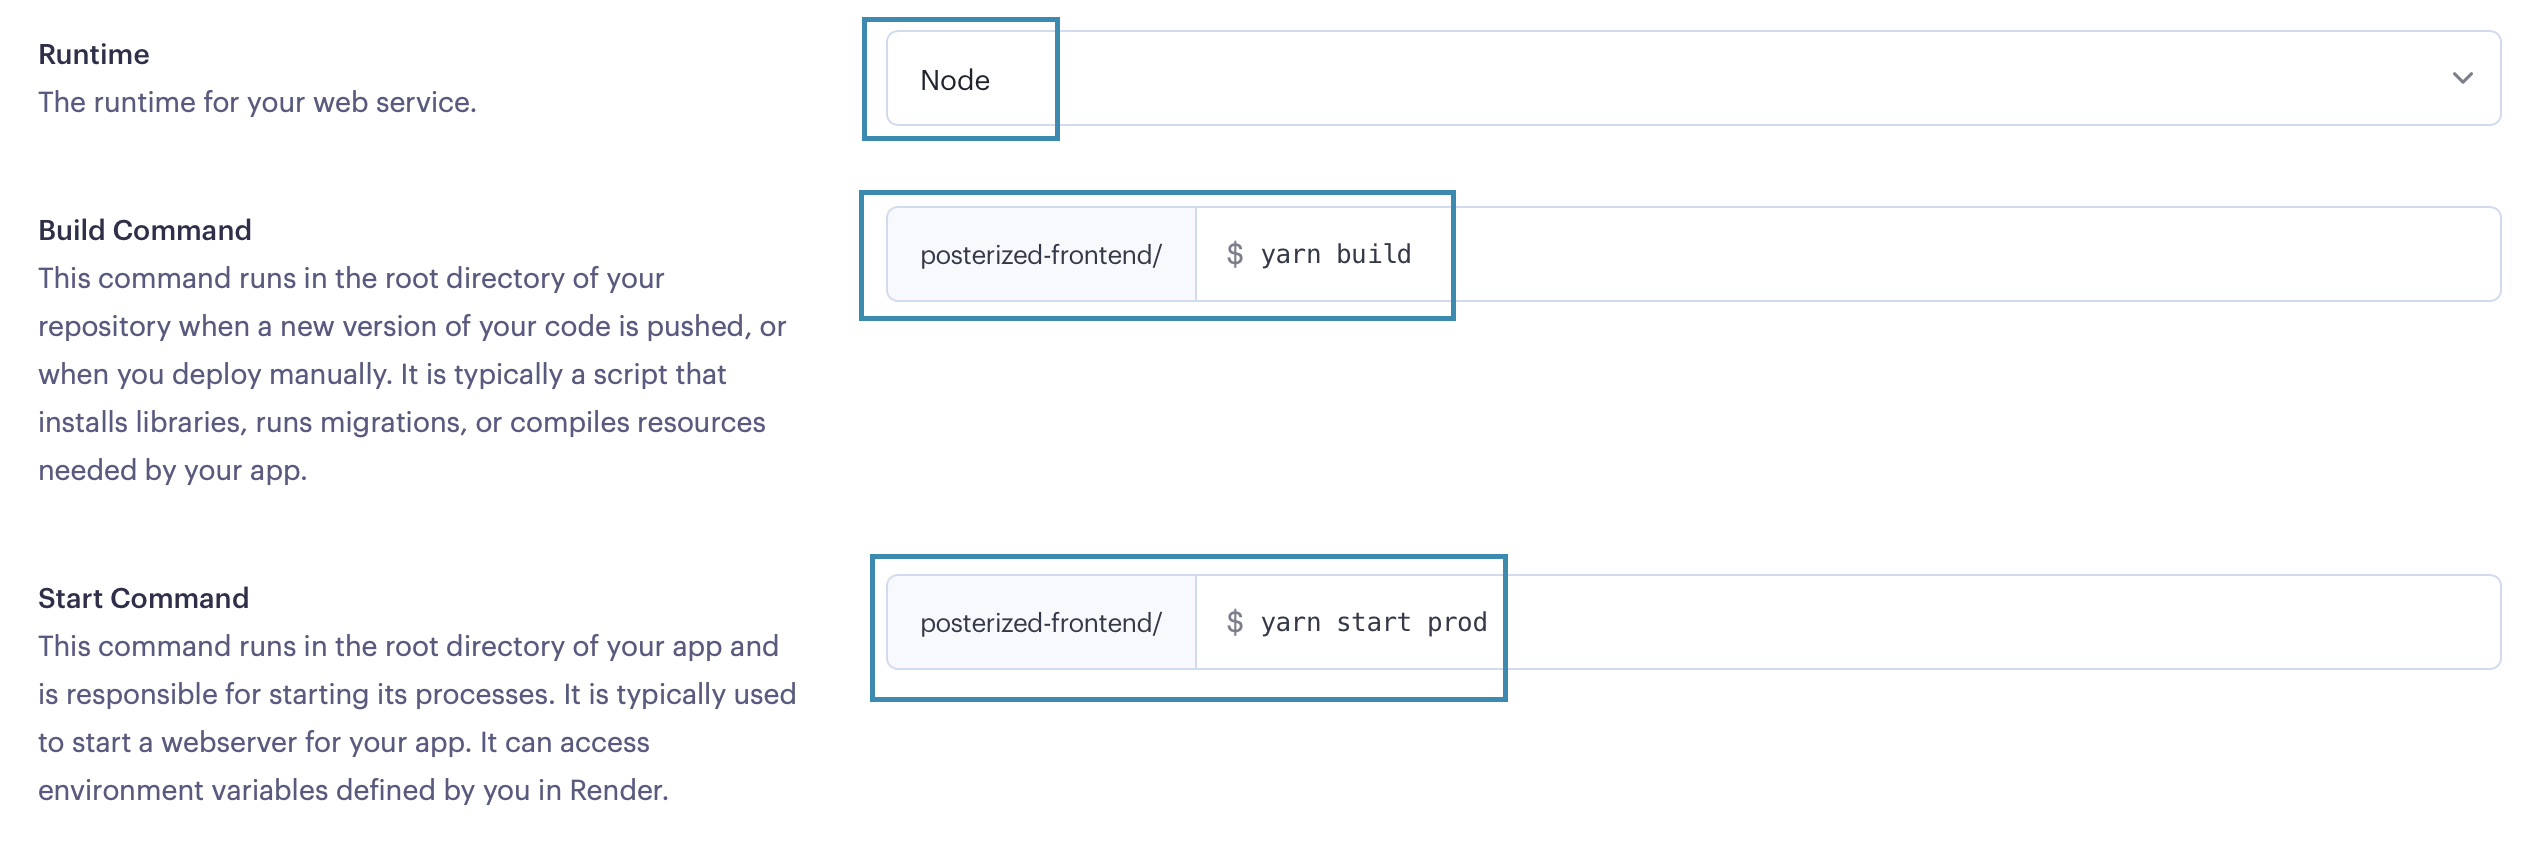 Runtime
The runtime for your web service.
Node
Build Command
This command runs in the root directory of your
repository when a new version of your code is pushed, or
when you deploy manually. It is typically a script that
installs libraries, runs migrations, or compiles resources
needed by your app.
posterized-frontend/ $ yarn build
Start Command
This command runs in the root directory of your app and
is responsible for starting its processes. It is typically used
to start a webserver for your app. It can access
environment variables defined by you in Render.
posterized-frontend/ $ yarn start prod